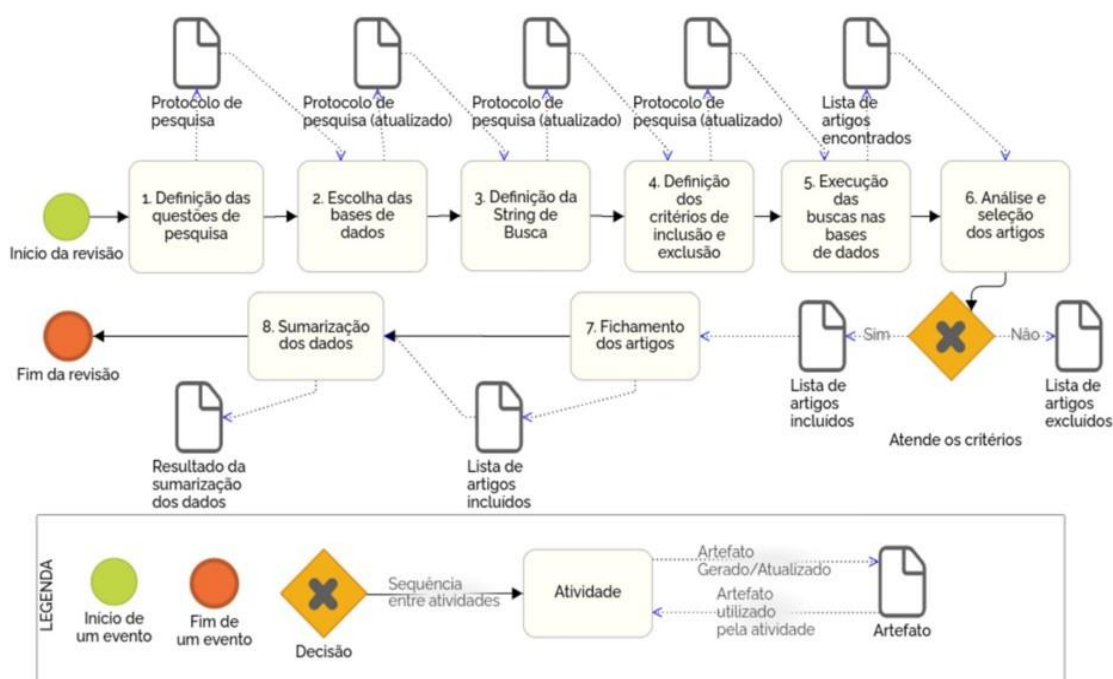 Protocolo de
pesquisa
Protocolo de
pesquisa (atualizado)
Protocolo de
pesquisa (atualizado)
Protocolo de
pesquisa (atualizado)
Lista de
artigos
encontrados
Início da revisão
1. Definição das
questões de
pesquisa
2. Escolha das
bases de
dados
3. Definição da
String de
Busca
4. Definição
dos
critérios de
inclusão e
exclusão
5. Execução
das
buscas nas
bases
de dados
6. Análise e
seleção
dos artigos
Fim da revisão
8. Sumarização
dos dados
7. Fichamento
dos artigos
Sim
Não
Lista de
artigos
incluídos
Lista de
artigos
excluídos
Atende os critérios
Resultado da
sumarização
dos dados
Lista de
artigos
incluídos
LEGENDA
Início de
um evento
Fim de
um evento
Decisão
Sequência
entre atividades
Atividade
Artefato
Gerado/Atualizado
Artefato
utilizado
pela atividade
Artefato